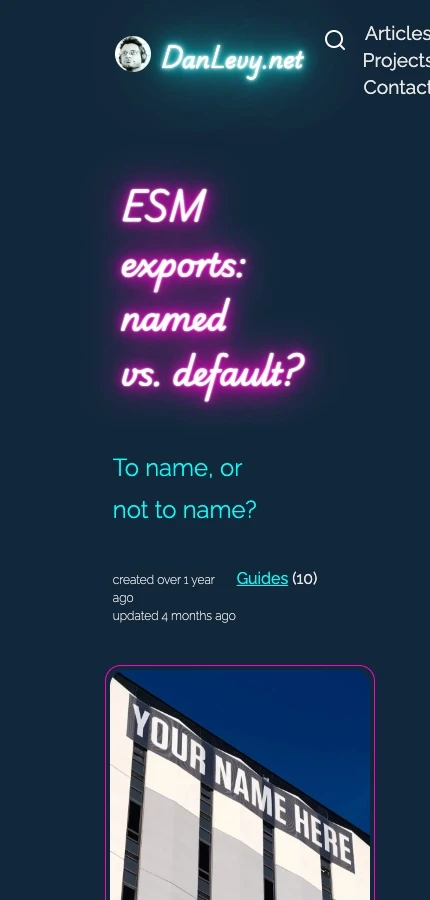 DanLevy.net
Articles
Projects
Contact
ESM
exports:
named
vs. default?
To name, or
not to name?
created over 1 year
ago
updated 4 months ago
Guides (10)
YOUR NAME HERE